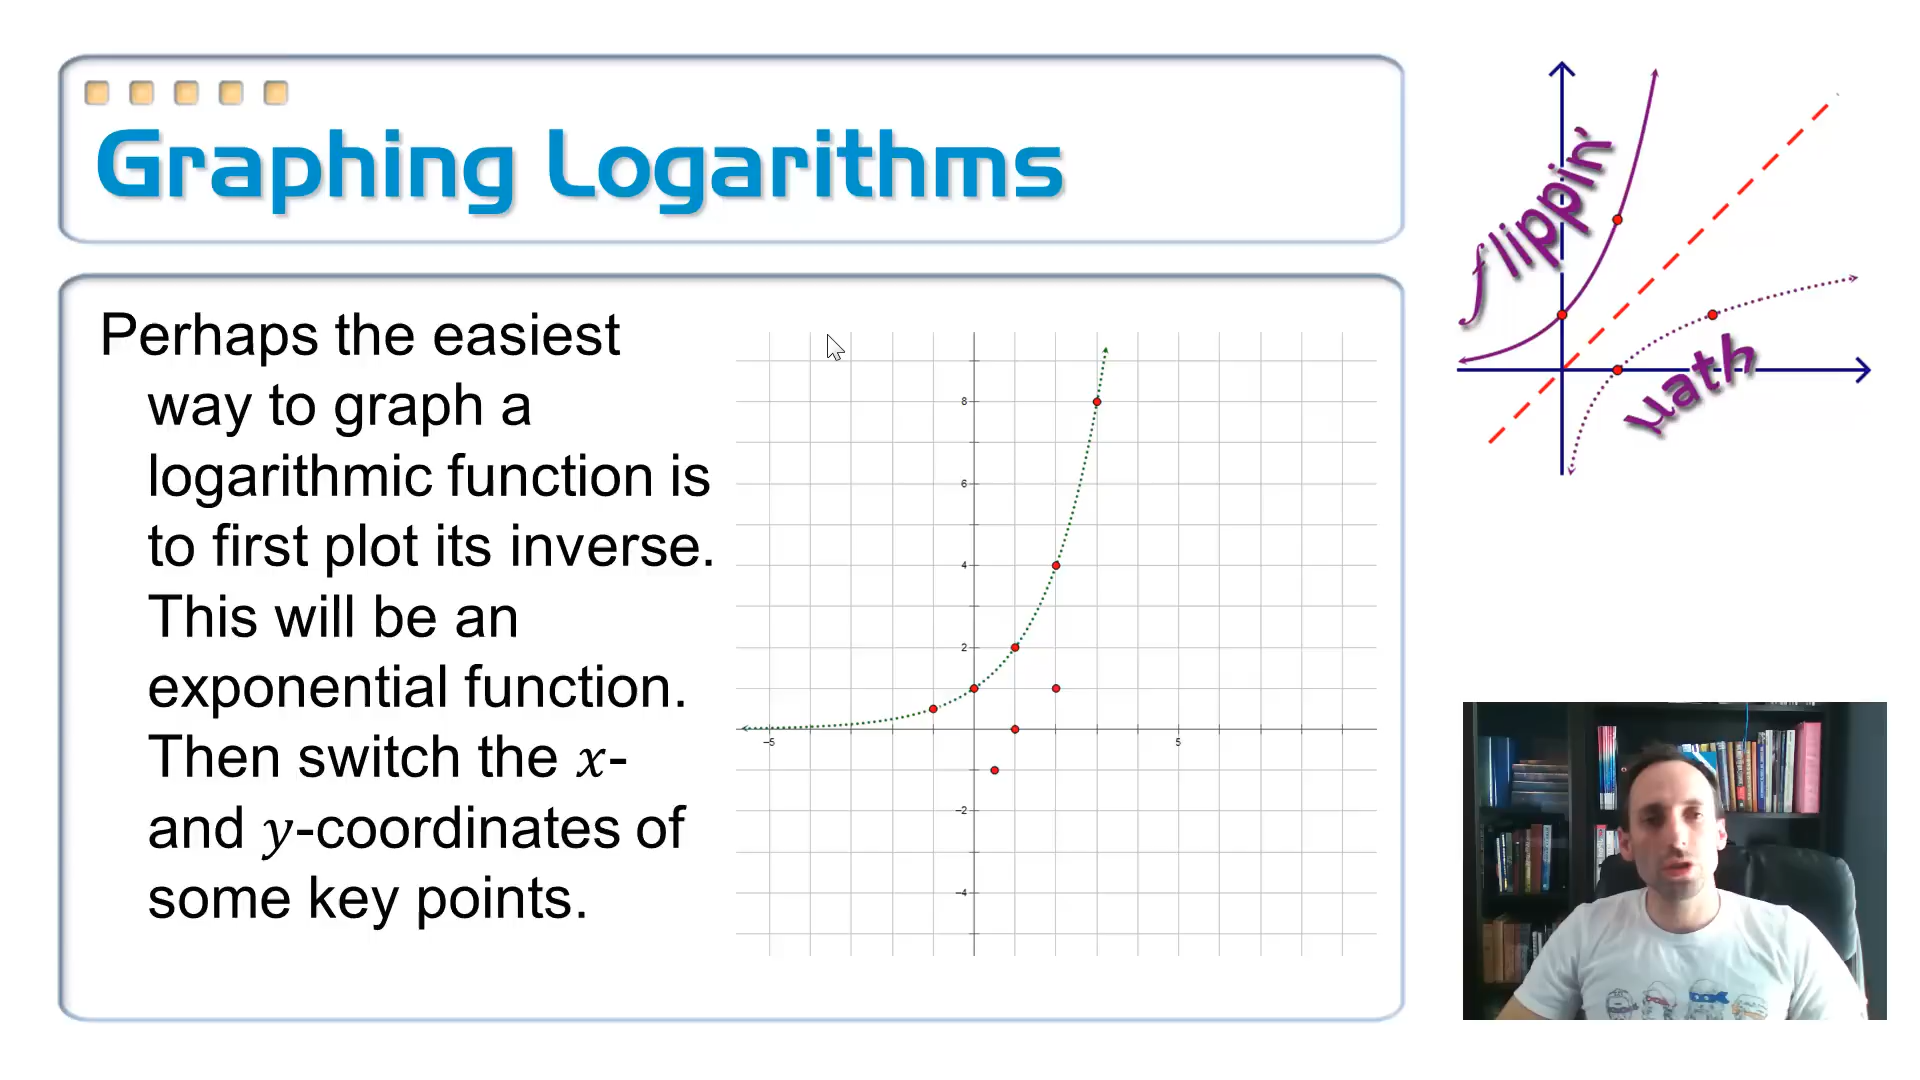 Graphing Logarithms
Perhaps the easiest
way to graph a
logarithmic function is
to first plot its inverse.
This will be an
exponential function.
Then switch the x-
and y-coordinates of
some key points.
8
6
4
2
-5
5
-2
-4
flippin'
math